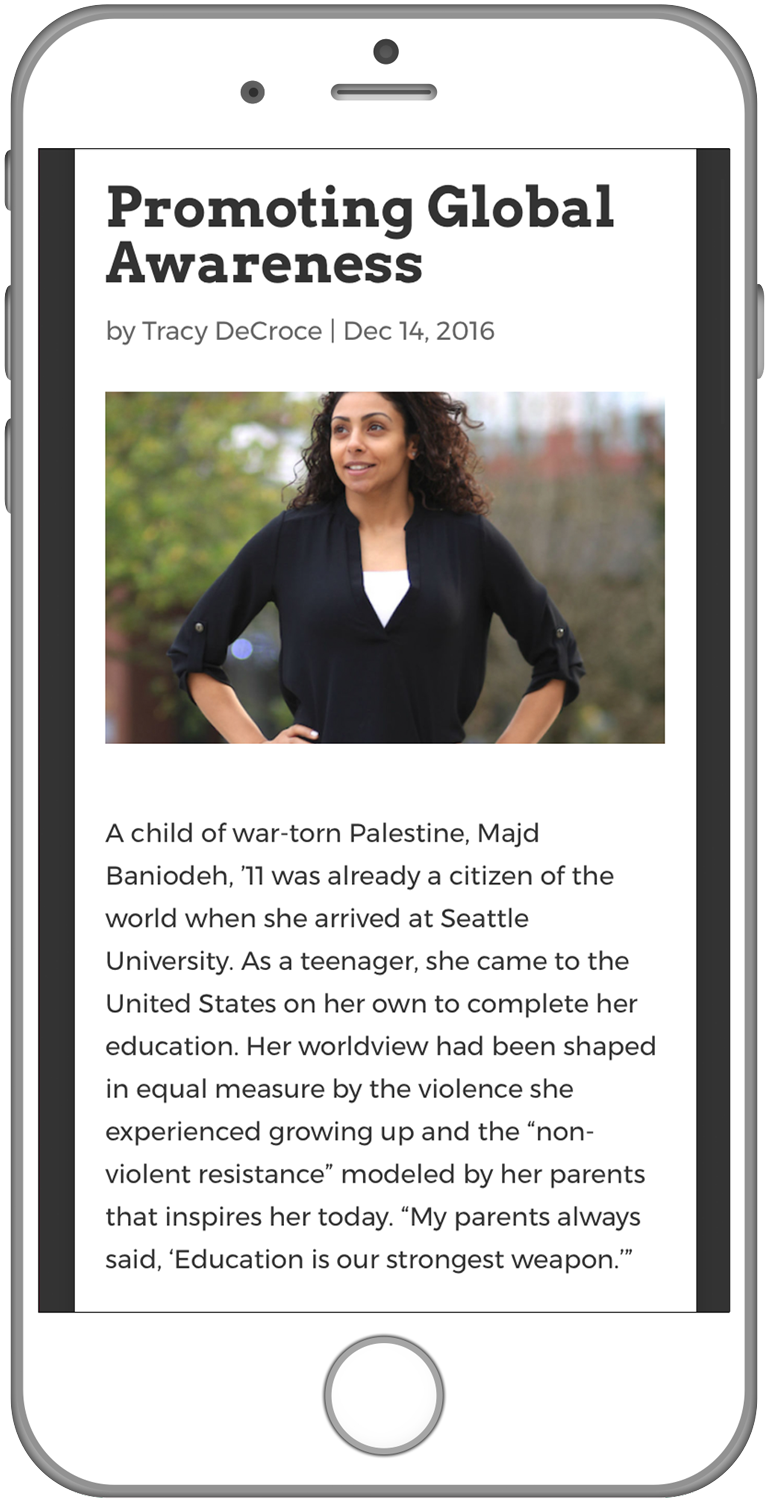 Promoting Global
Awareness
by Tracy DeCroce | Dec 14, 2016
A child of war-torn Palestine, Majd
Baniodeh, ’11 was already a citizen of the
world when she arrived at Seattle
University. As a teenager, she came to the
United States on her own to complete her
education. Her worldview had been shaped
in equal measure by the violence she
experienced growing up and the “non-
violent resistance” modeled by her parents
that inspires her today. “My parents always
said, ‘Education is our strongest weapon.’”